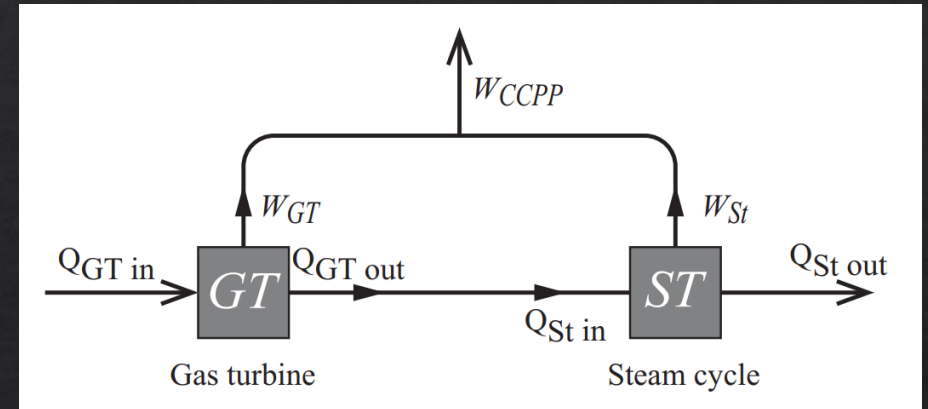 WCCPP
WGT
WSt
QGT in
QGT out
QSt in
QSt out
GT
ST
Gas turbine
Steam cycle